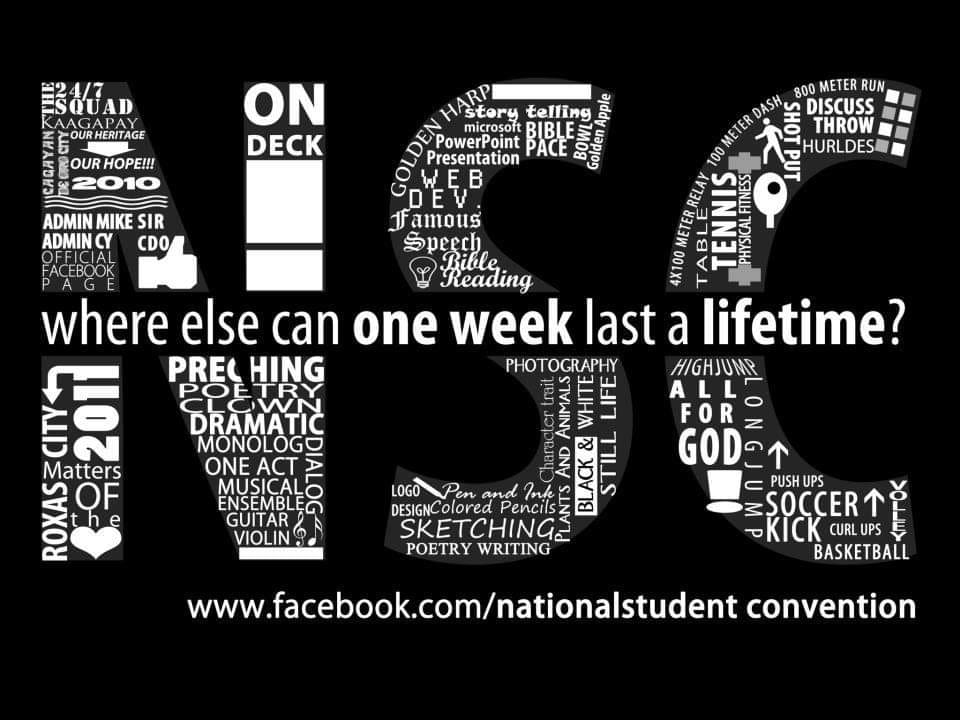 THE
24/7
SQUAD
KAAGAPAY
CAGAYAN
DE ORO CITY
OUR HERITAGE
OUR HOPE!!!
2010
ADMIN MIKE SIR
ADMIN CY CDO
OFFICIAL
FACEBOOK
PAGE
ON
DECK
GOLDEN HARP
story telling
microsoft
PowerPoint
Presentation
BIBLE
PACE
BOWL
Golden Apple
WEB
DEV.
Famous
Speech
Bible
Reading
4X100 METER RELAY
100 METER DASH
800 METER RUN
SHOT PUT
DISCUSS
THROW
HURLDES
TABLE
TENNIS
PHYSICAL FITNESS
where else can one week last a lifetime?
ROXAS CITY
2011
Matters
OF
the
PRECHING
POETRY
CLOWN
DRAMATIC
MONOLOG
DIALOG
ONE ACT
MUSICAL
ENSEMBLE
GUITAR
VIOLIN
PHOTOGRAPHY
Character trait
PLANTS AND ANIMALS
BLACK & WHITE
STILL LIFE
LOGO
DESIGN
Pen and Ink
Colored Pencils
SKETCHING
POETRY WRITING
HIGHJUMP
LONGJUMP
ALL
FOR
GOD
PUSH UPS
SOCCER
KICK
CURL UPS
VOLLEY
BASKETBALL
www.facebook.com/nationalstudent convention